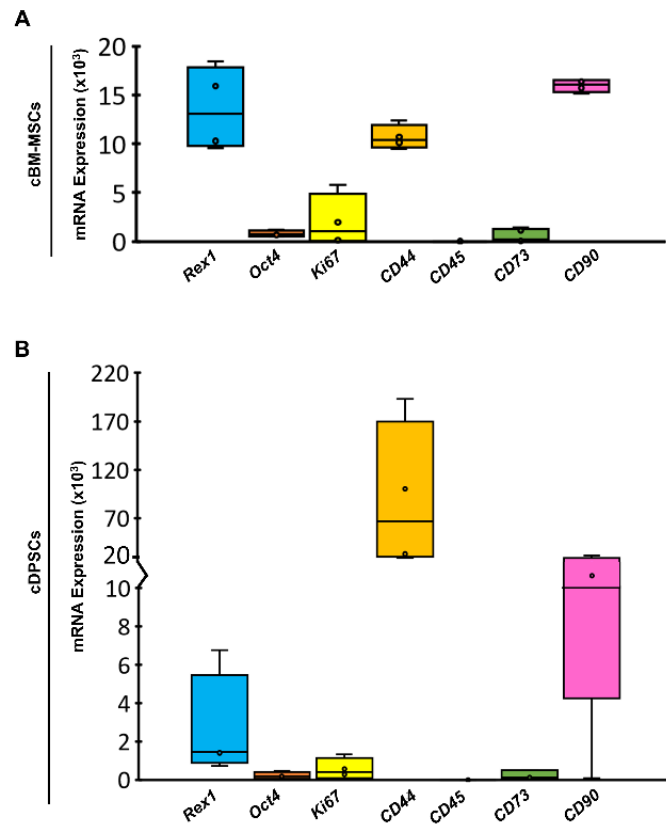 A
cBM-MSCs
mRNA Expression (x10³)
20
15
10
5
0
Rex1
Oct4
Ki67
CD44
CD45
CD73
CD90
B
cDPSCs
mRNA Expression (x10³)
220
170
120
70
20
10
8
6
4
2
0
Rex1
Oct4
Ki67
CD44
CD45
CD73
CD90